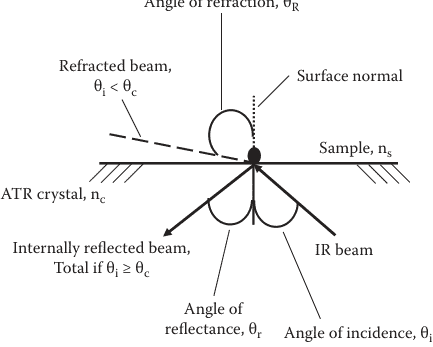 Angle of refraction, θR
Refracted beam,
θi < θc
Surface normal
Sample, ns
ATR crystal, nc
Internally reflected beam,
Total if θi ≥ θc
IR beam
Angle of
reflectance, θr
Angle of incidence, θi